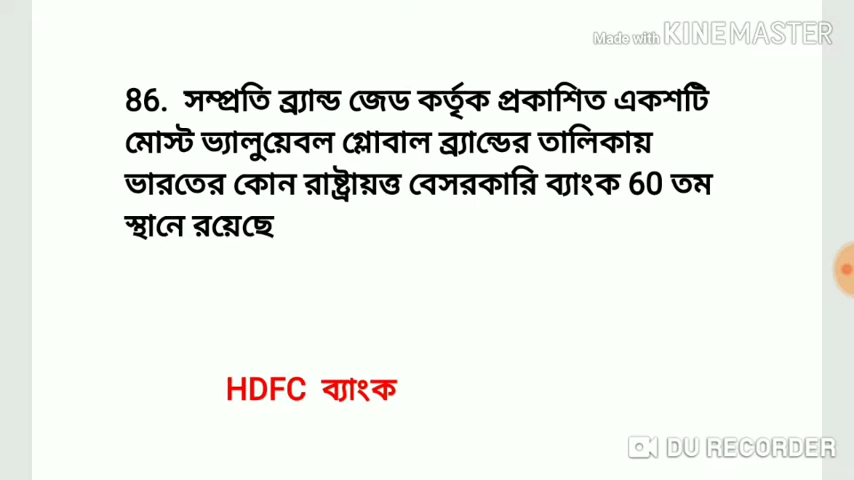 Made with KINEMASTER
86. সম্প্রতি ব্র্যান্ড জেড কর্তৃক প্রকাশিত একশটি
মোস্ট ভ্যালুয়েবল গ্লোবাল ব্র্যান্ডের তালিকায়
ভারতের কোন রাষ্ট্রায়ত্ত বেসরকারি ব্যাংক 60 তম
স্থানে রয়েছে
HDFC ব্যাংক
DU RECORDER